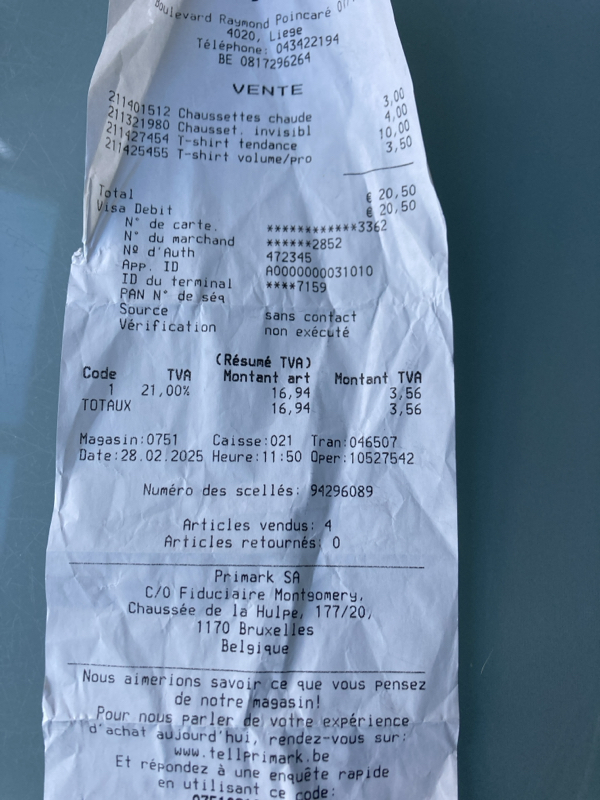 Boulevard Raymond Poincaré
4020, Liege
Téléphone: 043422194
BE 0817296264
VENTE
211401512 Chaussettes chaude 3,00
211321980 Chausset. invisibl 4,00
211427454 T-shirt tendance 10,00
211425455 T-shirt volume/pro 3,50
Total € 20,50
Visa Debit € 20,50
N° de carte. ************3362
N° du marchand ******2852
Nº d'Auth 472345
App. ID A0000000031010
ID du terminal ****7159
PAN N° de séq
Source sans contact
Vérification non exécuté
(Résumé TVA)
Code TVA Montant art Montant TVA
1 21,00% 16,94 3,56
TOTAUX 16,94 3,56
Magasin:0751 Caisse:021 Tran:046507
Date:28.02.2025 Heure:11:50 Oper:10527542
Numéro des scellés: 94296089
Articles vendus: 4
Articles retournés: 0
Primark SA
C/O Fiduciaire Montgomery,
Chaussée de la Hulpe, 177/20,
1170 Bruxelles
Belgique
Nous aimerions savoir ce que vous pensez
de notre magasin!
Pour nous parler de votre expérience
d'achat aujourd'hui, rendez-vous sur:
www.tellprimark.be
Et répondez à une enquête rapide
en utilisant ce code: